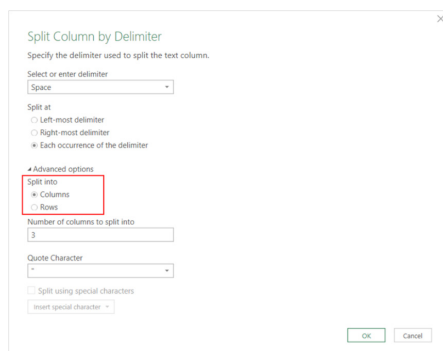 Split Column by Delimiter
Specify the delimiter used to split the text column.
Select or enter delimiter
Space
Split at
Left-most delimiter
Right-most delimiter
Each occurrence of the delimiter
Advanced options
Split into
Columns
Rows
Number of columns to split into
3
Quote Character
"
Split using special characters
Insert special character
OK Cancel